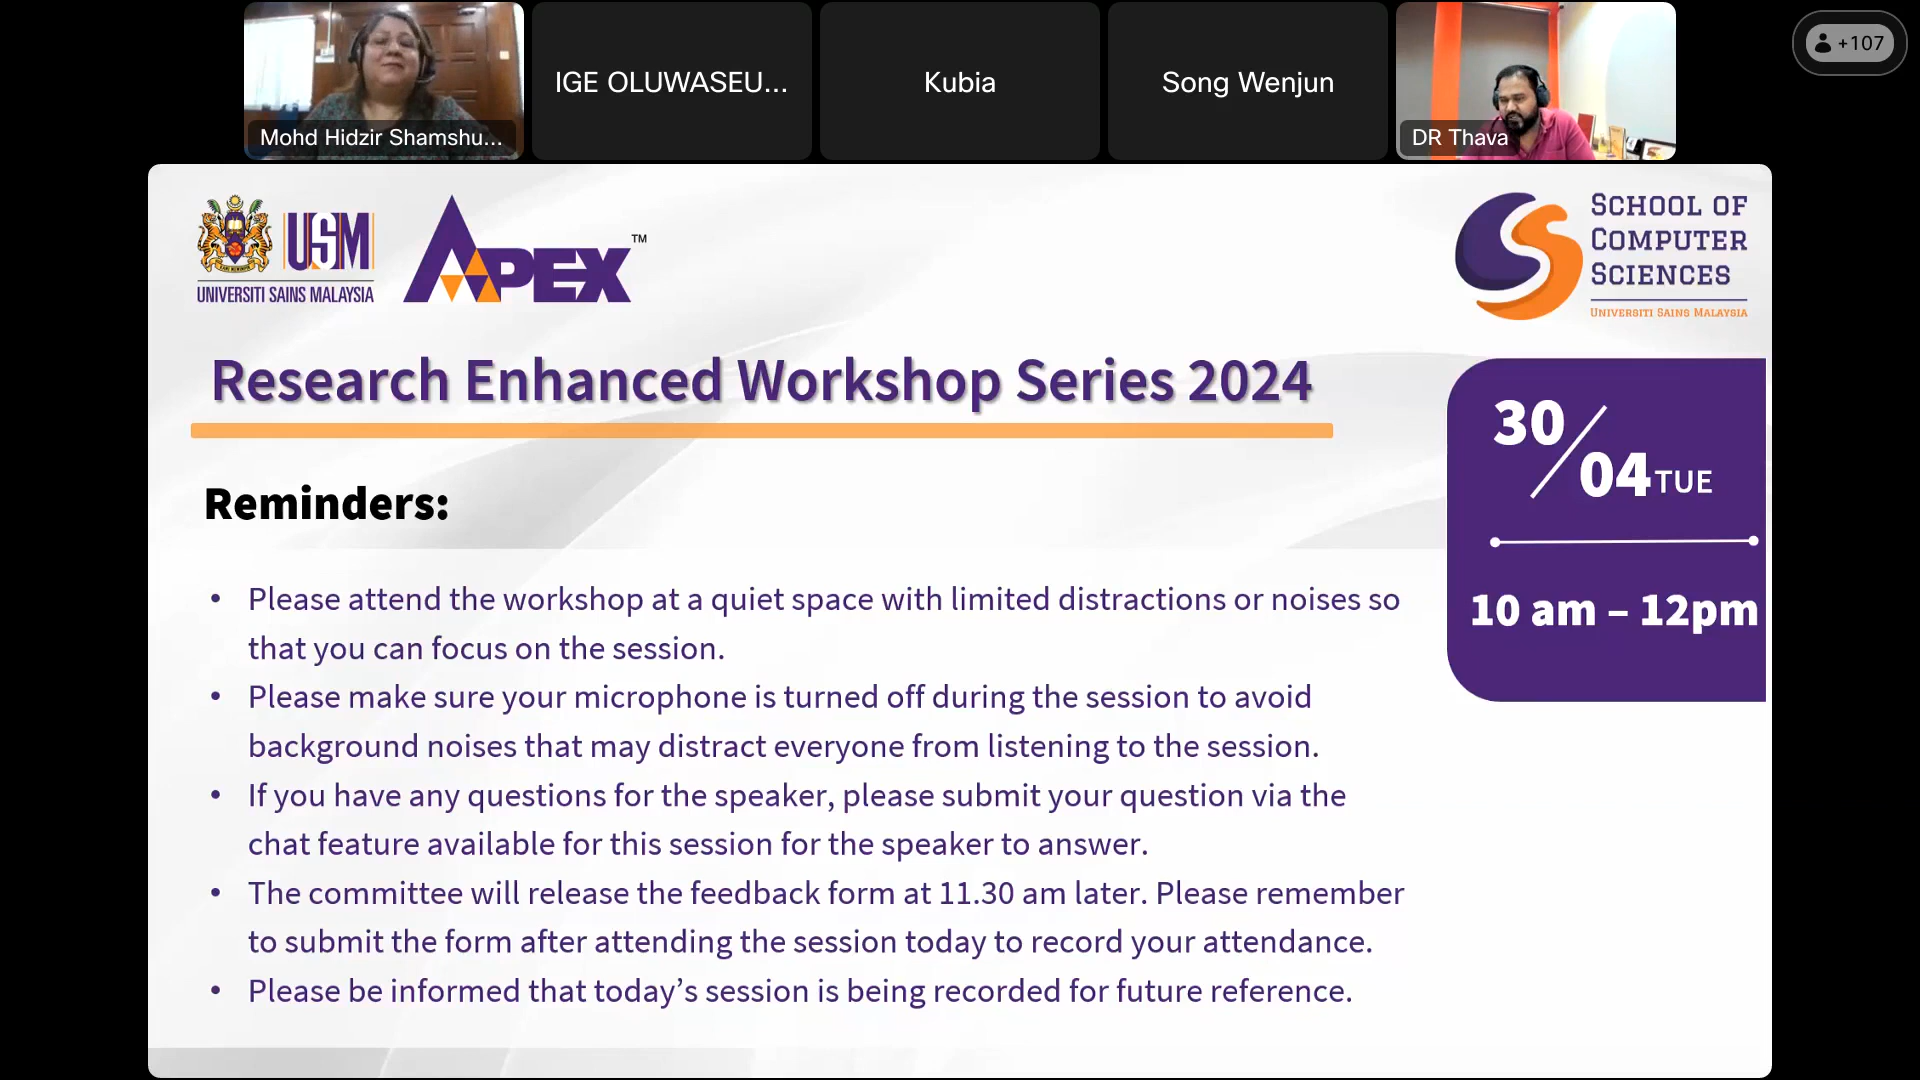 Mohd Hidzir Shamshu...
IGE OLUWASEU...
Kubia
Song Wenjun
DR Thava
+107
USM
UNIVERSITI SAINS MALAYSIA
APEX™
SCHOOL OF
COMPUTER
SCIENCES
UNIVERSITI SAINS MALAYSIA
Research Enhanced Workshop Series 2024
30/04 TUE
10 am – 12pm
Reminders:
• Please attend the workshop at a quiet space with limited distractions or noises so
that you can focus on the session.
• Please make sure your microphone is turned off during the session to avoid
background noises that may distract everyone from listening to the session.
• If you have any questions for the speaker, please submit your question via the
chat feature available for this session for the speaker to answer.
• The committee will release the feedback form at 11.30 am later. Please remember
to submit the form after attending the session today to record your attendance.
• Please be informed that today’s session is being recorded for future reference.